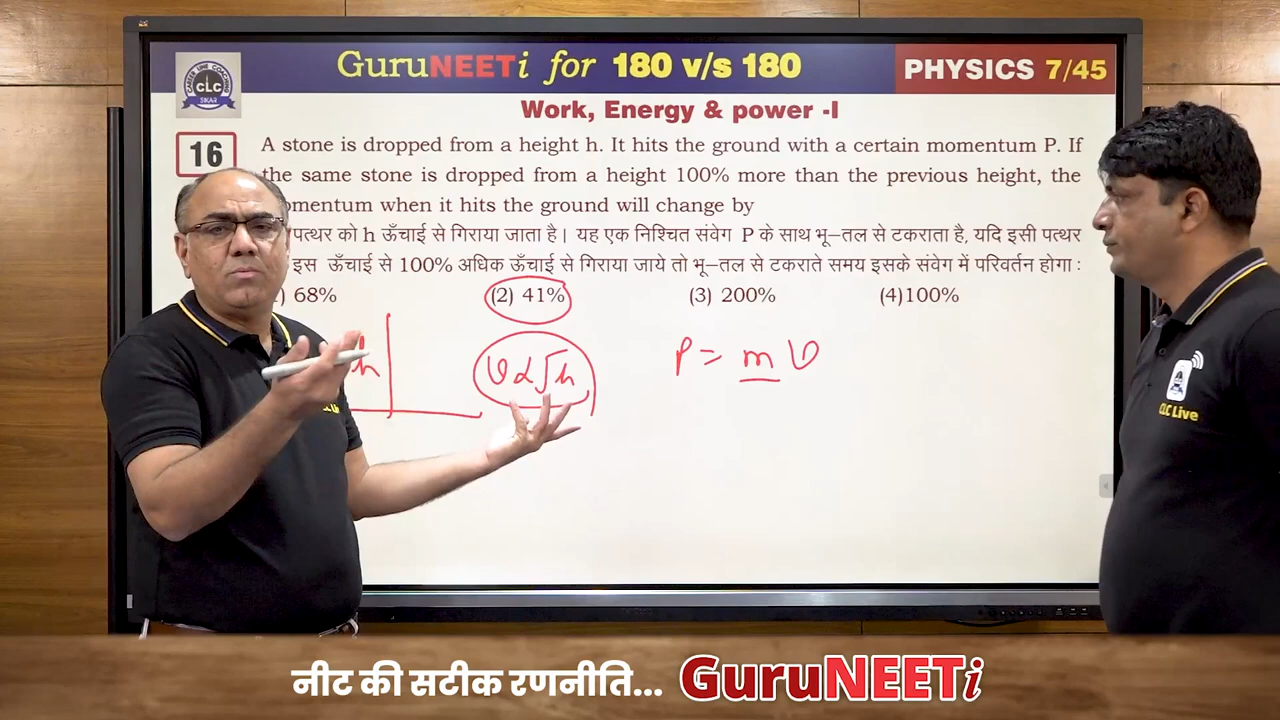 GuruNEETi for 180 v/s 180
PHYSICS 7/45
CAREER LINE COACHING
CLC
SIKAR
Work, Energy & power -I
16
A stone is dropped from a height h. It hits the ground with a certain momentum P. If
the same stone is dropped from a height 100% more than the previous height, the
omentum when it hits the ground will change by
पत्थर को h ऊँचाई से गिराया जाता है। यह एक निश्चित संवेग P के साथ भू–तल से टकराता है, यदि इसी पत्थर
इस ऊँचाई से 100% अधिक ऊँचाई से गिराया जाये तो भू–तल से टकराते समय इसके संवेग में परिवर्तन होगा :
) 68%
(2) 41%
(3) 200%
(4)100%
h
v ∝ √h
P = m v
CLC Live
नीट की सटीक रणनीति... GuruNEETi